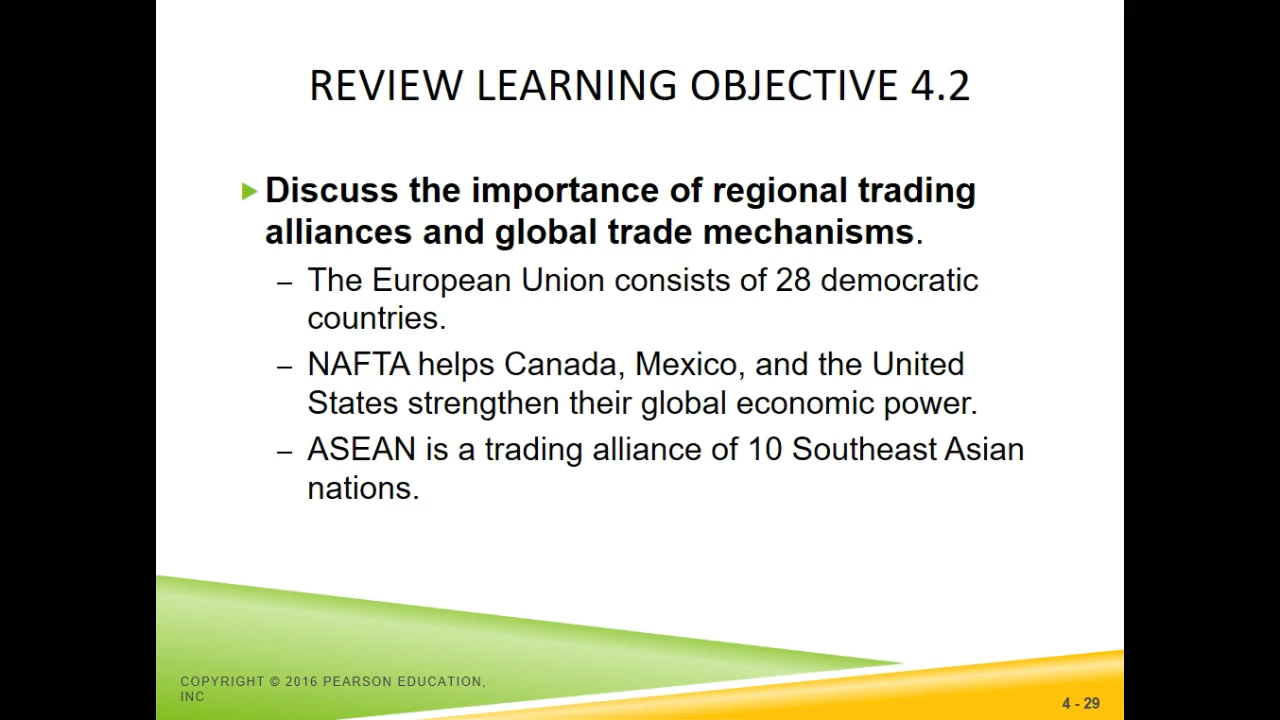 REVIEW LEARNING OBJECTIVE 4.2
Discuss the importance of regional trading
alliances and global trade mechanisms.
– The European Union consists of 28 democratic
countries.
– NAFTA helps Canada, Mexico, and the United
States strengthen their global economic power.
– ASEAN is a trading alliance of 10 Southeast Asian
nations.
COPYRIGHT © 2016 PEARSON EDUCATION,
INC
4 - 29